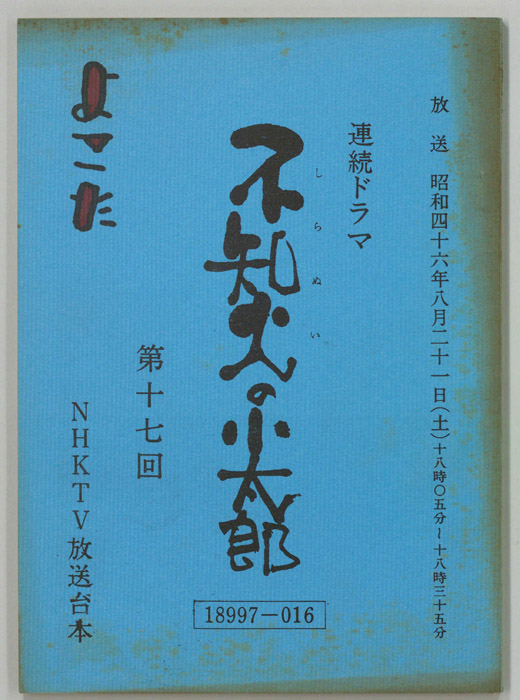 放送 昭和四十六年八月二十一日(土)十八時〇五分~十八時三十五分
連続ドラマ
しらぬい
不知火の小太郎
第十七回
NHKTV放送台本
よこた
18997-016